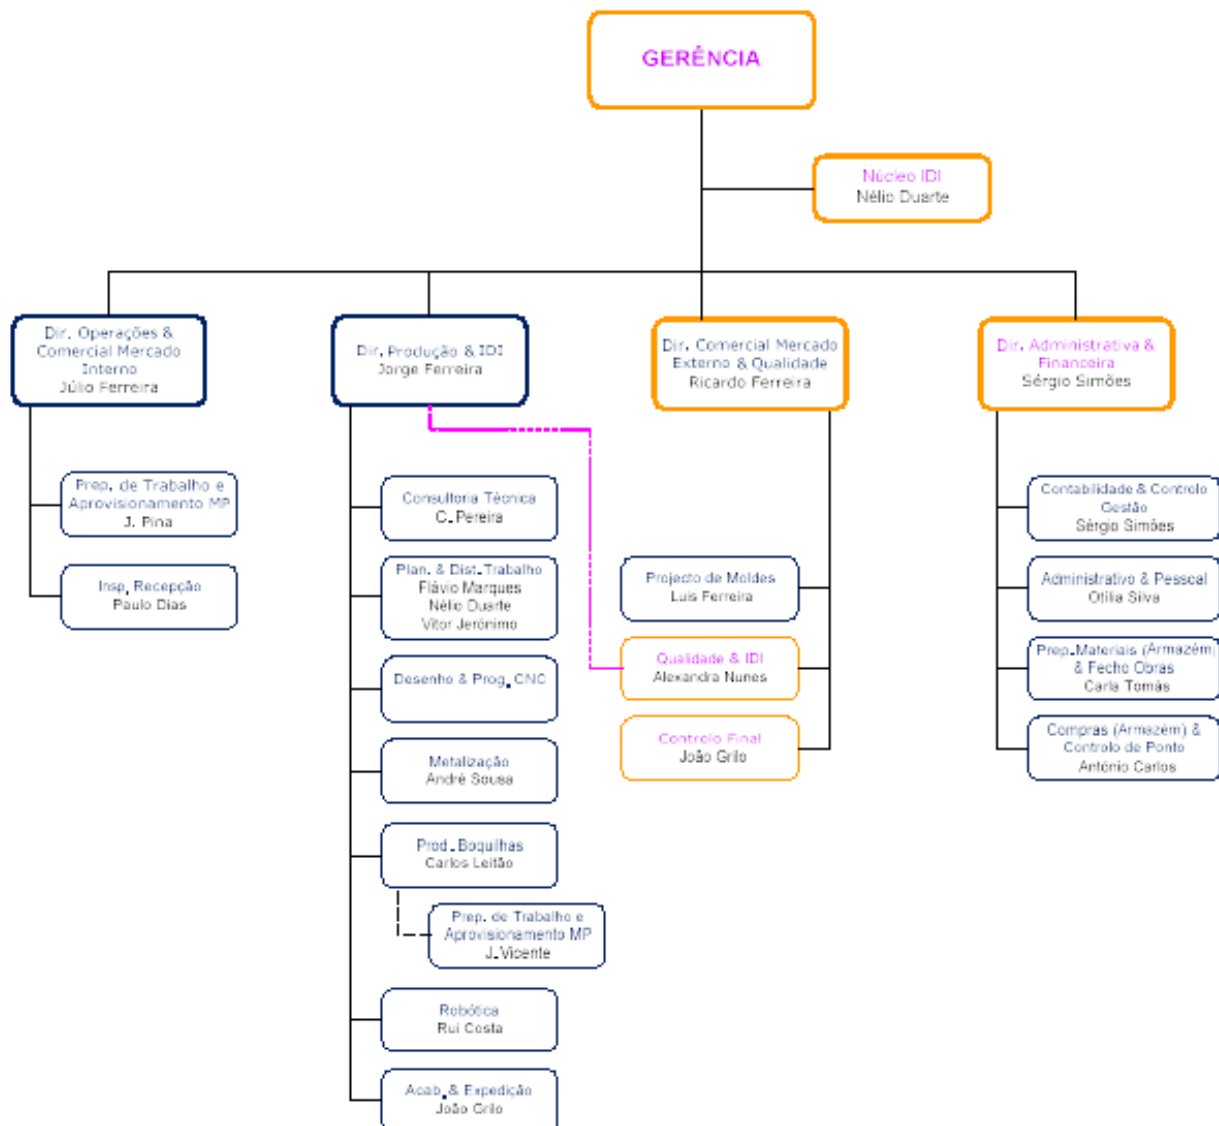 GERÊNCIA
Núcleo IDI
Nélio Duarte
Dir. Operações &
Comercial Mercado
Interno
Júlio Ferreira
Dir. Produção & IDI
Jorge Ferreira
Dir. Comercial Mercado
Externo & Qualidade
Ricardo Ferreira
Dir. Administrativa &
Financeira
Sérgio Simões
Prep. de Trabalho e
Aprovisionamento MP
J. Pina
Insp. Recepção
Paulo Dias
Consultoria Técnica
C. Pereira
Plan. & Dist. Trabalho
Flávio Marques
Nélio Duarte
Vitor Jerónimo
Desenho & Prog. CNC
Metalização
André Sousa
Prod. Boquilhas
Carlos Leitão
Prep. de Trabalho e
Aprovisionamento MP
J. Vicente
Robótica
Rui Costa
Acab. & Expedição
João Grilo
Projecto de Moldes
Luis Ferreira
Qualidade & IDI
Alexandra Nunes
Controlo Final
João Grilo
Contabilidade & Controlo
Gestão
Sérgio Simões
Administrativo & Pessoal
Otília Silva
Prep. Materiais (Armazém)
& Fecho Obras
Carla Tomás
Compras (Armazém) &
Controlo de Ponto
António Carlos